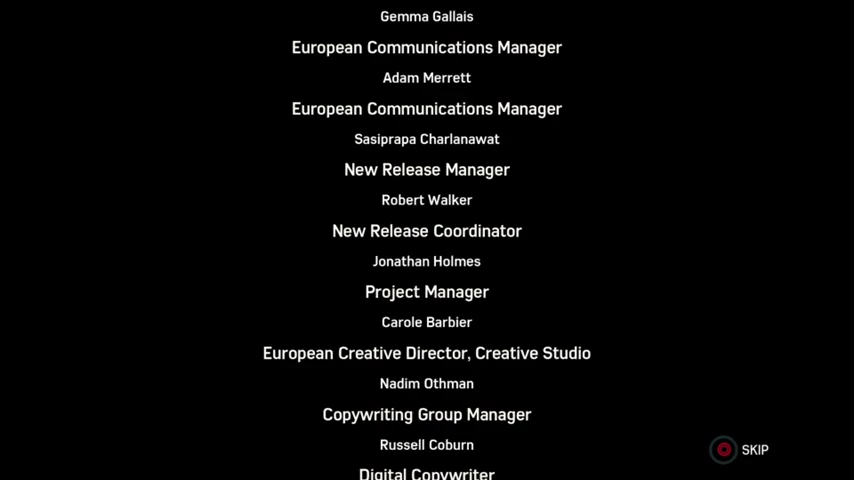 Gemma Gallais
European Communications Manager
Adam Merrett
European Communications Manager
Sasiprapa Charlanawat
New Release Manager
Robert Walker
New Release Coordinator
Jonathan Holmes
Project Manager
Carole Barbier
European Creative Director, Creative Studio
Nadim Othman
Copywriting Group Manager
Russell Coburn
Digital Copywriter
SKIP